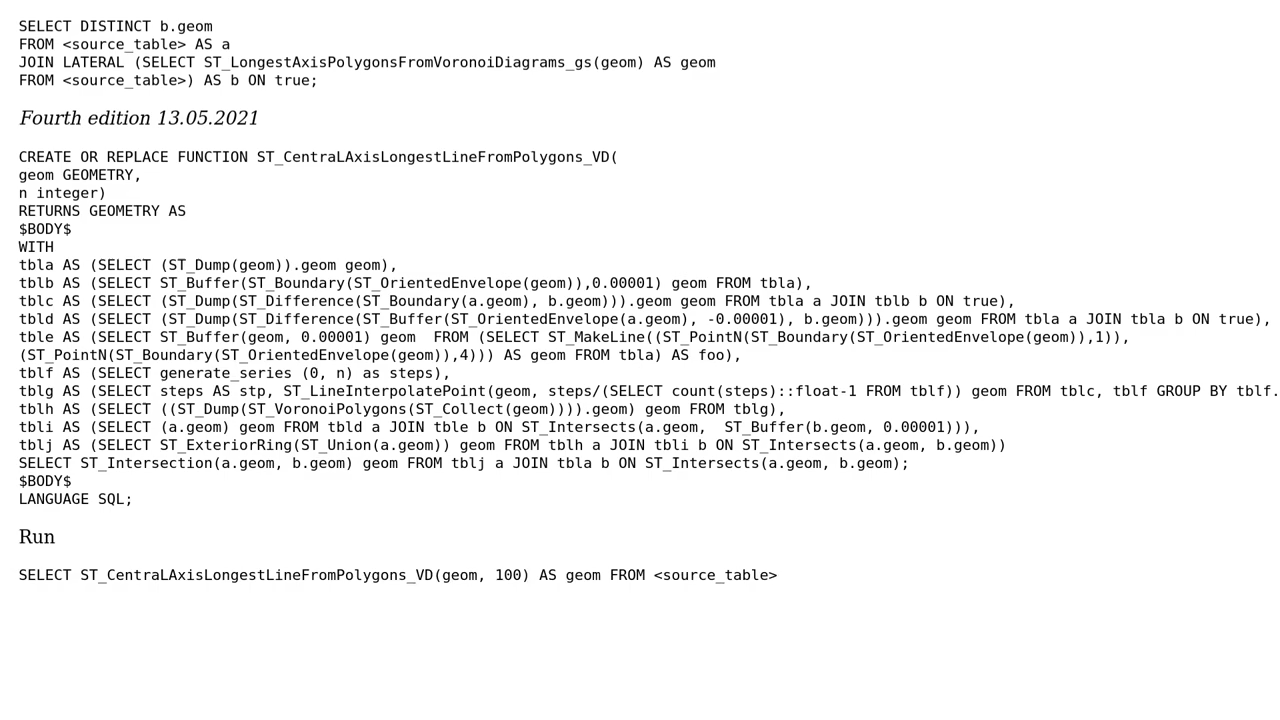 SELECT DISTINCT b.geom
FROM <source_table> AS a
JOIN LATERAL (SELECT ST_LongestAxisPolygonsFromVoronoiDiagrams_gs(geom) AS geom
FROM <source_table>) AS b ON true;
Fourth edition 13.05.2021
CREATE OR REPLACE FUNCTION ST_CentraLAxisLongestLineFromPolygons_VD(
geom GEOMETRY,
n integer)
RETURNS GEOMETRY AS
$BODY$
WITH
tbla AS (SELECT (ST_Dump(geom)).geom geom),
tblb AS (SELECT ST_Buffer(ST_Boundary(ST_OrientedEnvelope(geom)),0.00001) geom FROM tbla),
tblc AS (SELECT (ST_Dump(ST_Difference(ST_Boundary(a.geom), b.geom))).geom geom FROM tbla a JOIN tblb b ON true),
tbld AS (SELECT (ST_Dump(ST_Difference(ST_Buffer(ST_OrientedEnvelope(a.geom), -0.00001), b.geom))).geom geom FROM tbla a JOIN tbla b ON true),
tble AS (SELECT ST_Buffer(geom, 0.00001) geom  FROM (SELECT ST_MakeLine((ST_PointN(ST_Boundary(ST_OrientedEnvelope(geom)),1)),
(ST_PointN(ST_Boundary(ST_OrientedEnvelope(geom)),4))) AS geom FROM tbla) AS foo),
tblf AS (SELECT generate_series (0, n) as steps),
tblg AS (SELECT steps AS stp, ST_LineInterpolatePoint(geom, steps/(SELECT count(steps)::float-1 FROM tblf)) geom FROM tblc, tblf GROUP BY tblf.
tblh AS (SELECT ((ST_Dump(ST_VoronoiPolygons(ST_Collect(geom)))).geom) geom FROM tblg),
tbli AS (SELECT (a.geom) geom FROM tbld a JOIN tble b ON ST_Intersects(a.geom,  ST_Buffer(b.geom, 0.00001))),
tblj AS (SELECT ST_ExteriorRing(ST_Union(a.geom)) geom FROM tblh a JOIN tbli b ON ST_Intersects(a.geom, b.geom))
SELECT ST_Intersection(a.geom, b.geom) geom FROM tblj a JOIN tbla b ON ST_Intersects(a.geom, b.geom);
$BODY$
LANGUAGE SQL;
Run
SELECT ST_CentraLAxisLongestLineFromPolygons_VD(geom, 100) AS geom FROM <source_table>